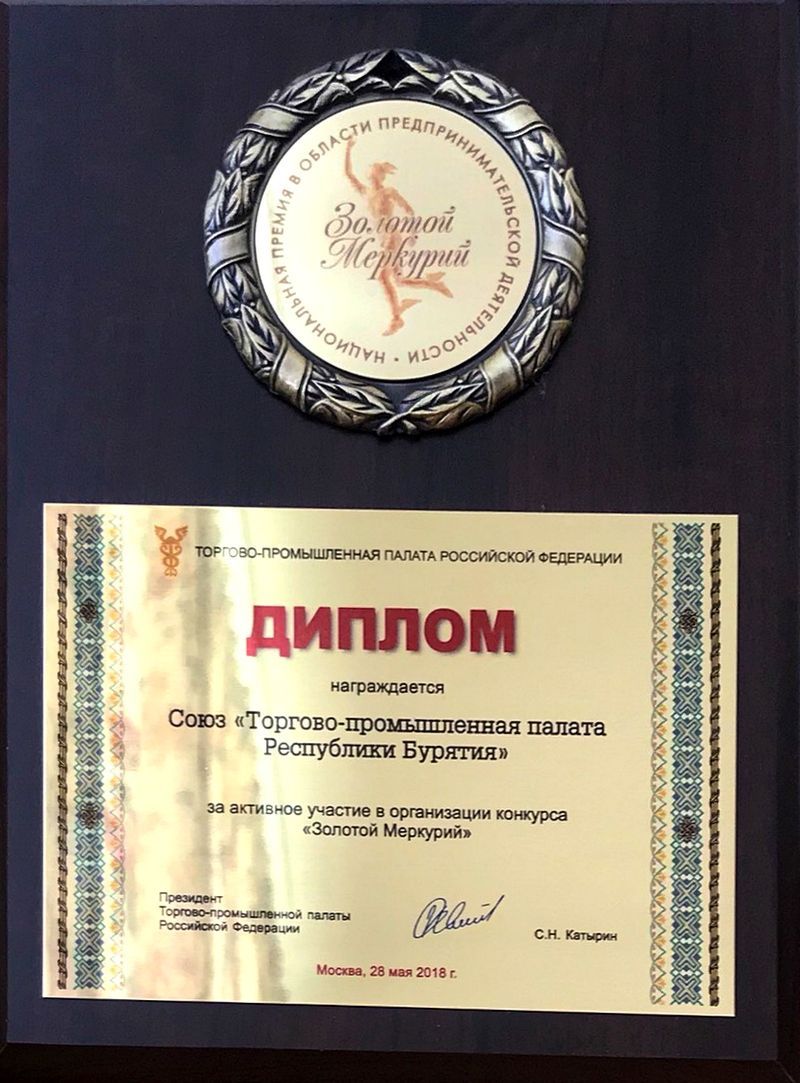 НАЦИОНАЛЬНАЯ ПРЕМИЯ В ОБЛАСТИ ПРЕДПРИНИМАТЕЛЬСКОЙ ДЕЯТЕЛЬНОСТИ •
Золотой
Меркурий
ТОРГОВО-ПРОМЫШЛЕННАЯ ПАЛАТА РОССИЙСКОЙ ФЕДЕРАЦИИ
ДИПЛОМ
награждается
Союз «Торгово-промышленная палата
Республики Бурятия»
за активное участие в организации конкурса
«Золотой Меркурий»
Президент
Торгово-промышленной палаты
Российской Федерации
С.Н. Катырин
Москва, 28 мая 2018 г.